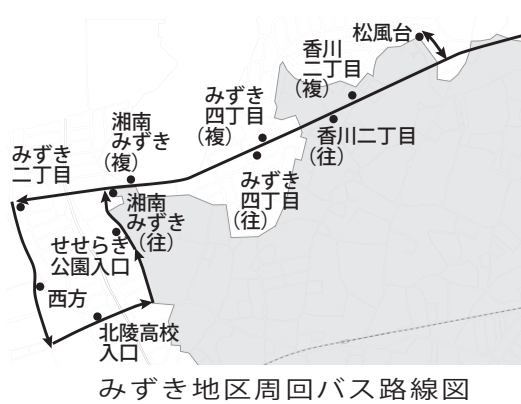 松風台
香川
二丁目
(複)
みずき
四丁目
(複)
香川二丁目
(往)
湘南
みずき
(複)
みずき
二丁目
みずき
四丁目
(往)
湘南
みずき
(往)
せせらぎ
公園入口
西方
北陵高校
入口
みずき地区周回バス路線図